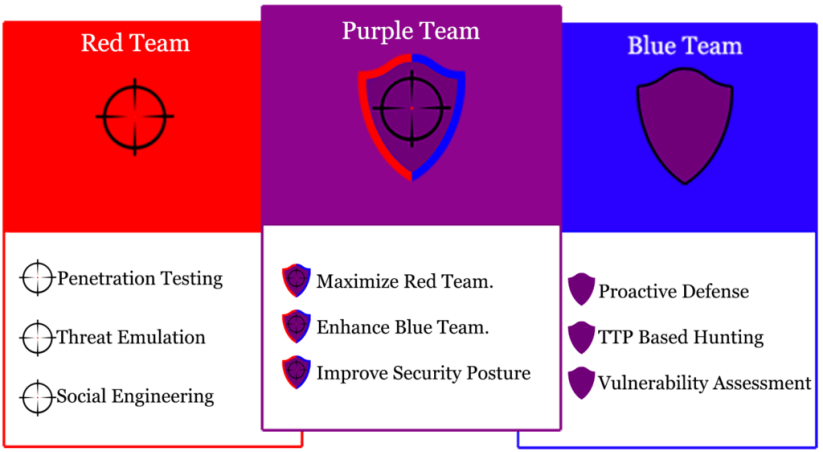 Red Team
Penetration Testing
Threat Emulation
Social Engineering
Purple Team
Maximize Red Team.
Enhance Blue Team.
Improve Security Posture
Blue Team
Proactive Defense
TTP Based Hunting
Vulnerability Assessment